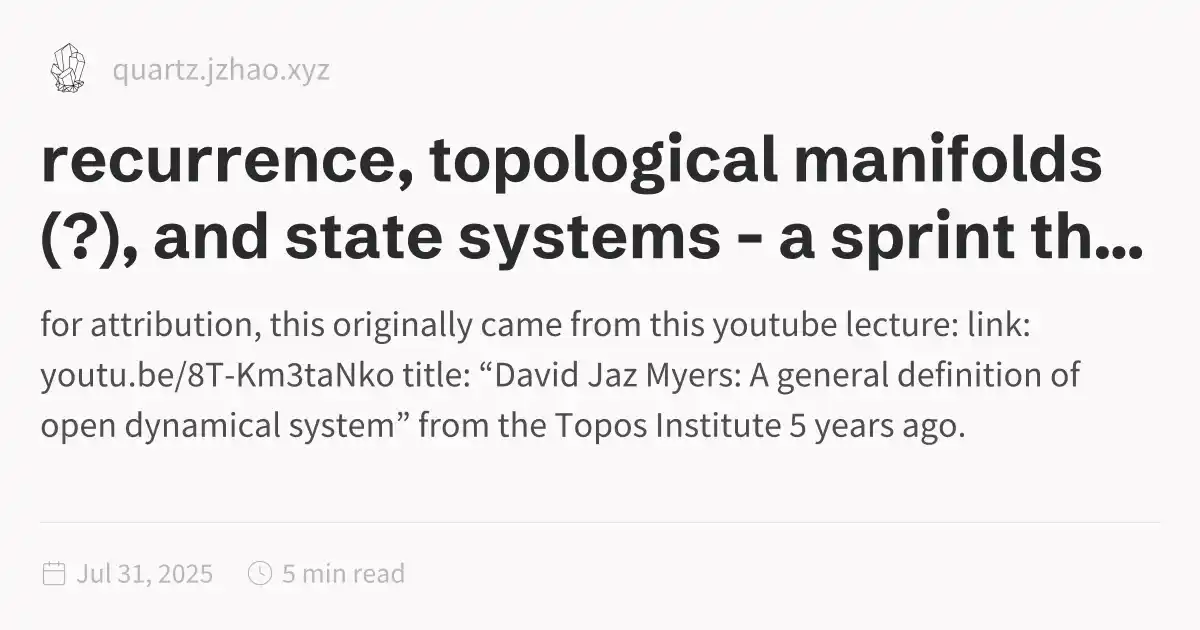 quartz.jzhao.xyz
recurrence, topological manifolds
(?), and state systems - a sprint th...
for attribution, this originally came from this youtube lecture: link:
youtu.be/8T-Km3taNko title: “David Jaz Myers: A general definition of
open dynamical system” from the Topos Institute 5 years ago.
Jul 31, 2025 5 min read